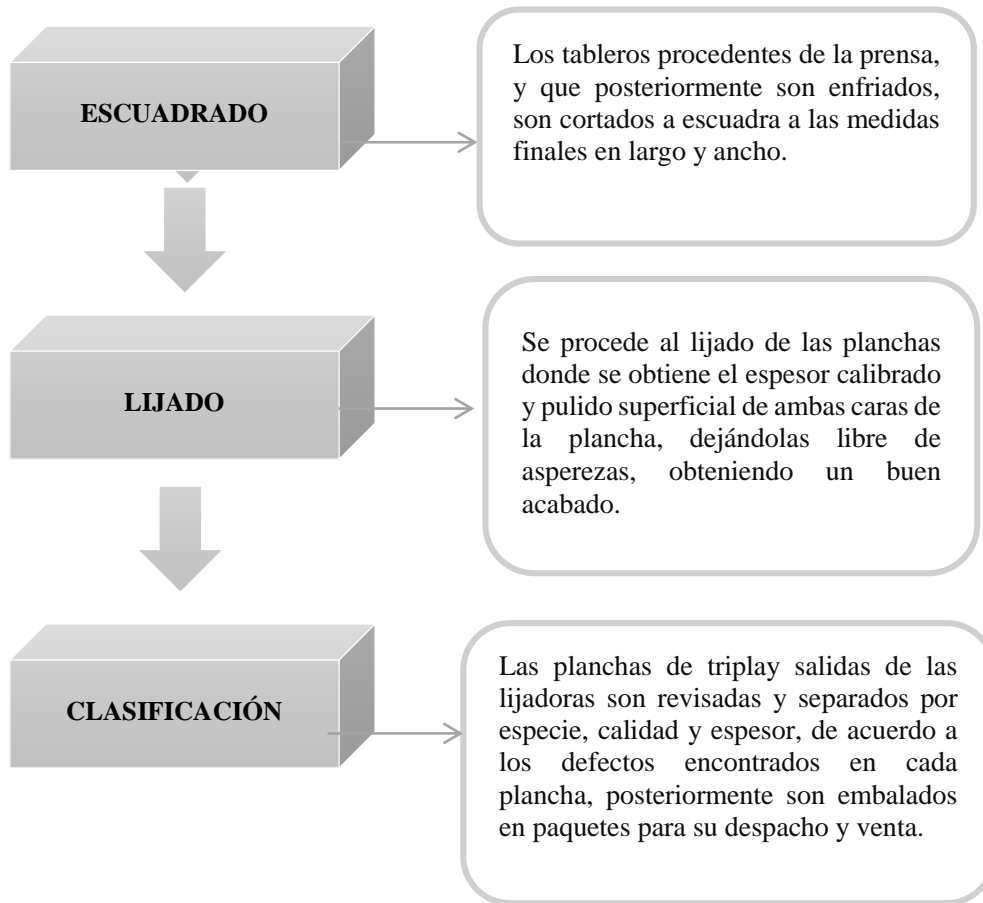 ESCUADRADO
Los tableros procedentes de la prensa,
y que posteriormente son enfriados,
son cortados a escuadra a las medidas
finales en largo y ancho.
LIJADO
Se procede al lijado de las planchas
donde se obtiene el espesor calibrado
y pulido superficial de ambas caras de
la plancha, dejándolas libre de
asperezas, obteniendo un buen
acabado.
CLASIFICACIÓN
Las planchas de triplay salidas de las
lijadoras son revisadas y separados por
especie, calidad y espesor, de acuerdo a
los defectos encontrados en cada
plancha, posteriormente son embalados
en paquetes para su despacho y venta.